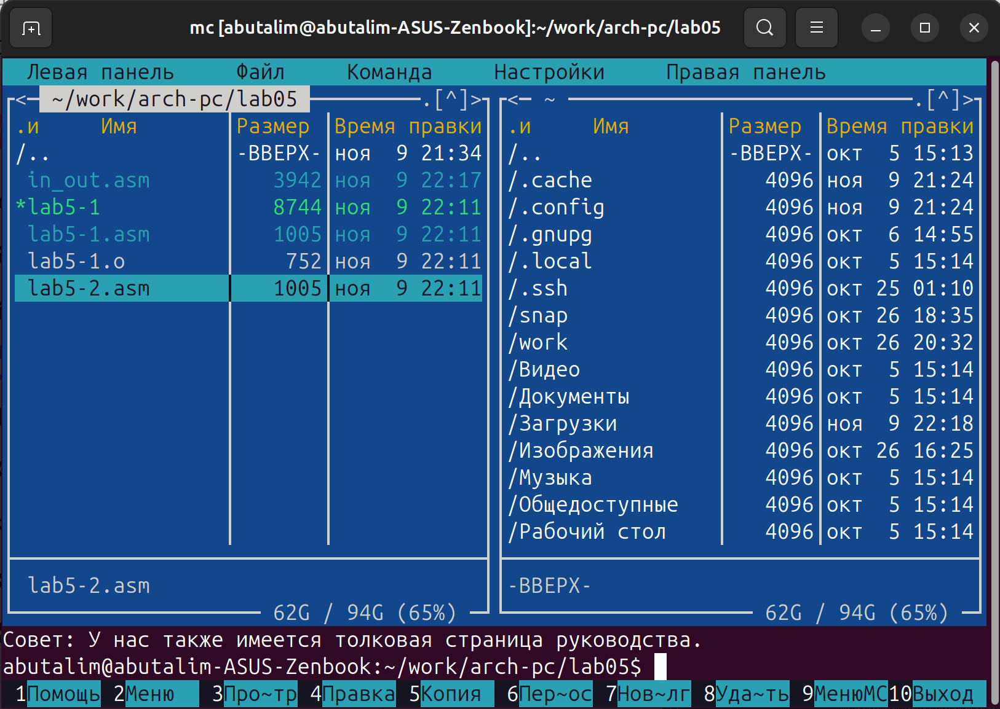 mc [abutalim@abutalim-ASUS-Zenbook]:~/work/arch-pc/lab05
Левая панель Файл Команда Настройки Правая панель
<─ ~/work/arch-pc/lab05 ─.[^]> <─ ~ ─.[^]>
.и Имя Размер Время правки .и Имя Размер Время правки
/.. -ВВЕРХ- ноя 9 21:34 /.. -ВВЕРХ- окт 5 15:13
in_out.asm 3942 ноя 9 22:17 /.cache 4096 ноя 9 21:24
*lab5-1 8744 ноя 9 22:11 /.config 4096 ноя 9 21:24
lab5-1.asm 1005 ноя 9 22:11 /.gnupg 4096 окт 6 14:55
lab5-1.o 752 ноя 9 22:11 /.local 4096 окт 5 15:14
lab5-2.asm 1005 ноя 9 22:11 /.ssh 4096 окт 25 01:10
/snap 4096 окт 26 18:35
/work 4096 окт 26 20:32
/Видео 4096 окт 5 15:14
/Документы 4096 окт 5 15:14
/Загрузки 4096 ноя 9 22:18
/Изображения 4096 окт 26 16:25
/Музыка 4096 окт 5 15:14
/Общедоступные 4096 окт 5 15:14
/Рабочий стол 4096 окт 5 15:14
lab5-2.asm -ВВЕРХ-
62G / 94G (65%) 62G / 94G (65%)
Совет: У нас также имеется толковая страница руководства.
abutalim@abutalim-ASUS-Zenbook:~/work/arch-pc/lab05$
1Помощь 2Меню 3Про~тр 4Правка 5Копия 6Пер~ос 7Нов~лг 8Уда~ть 9МенюМС 10Выход